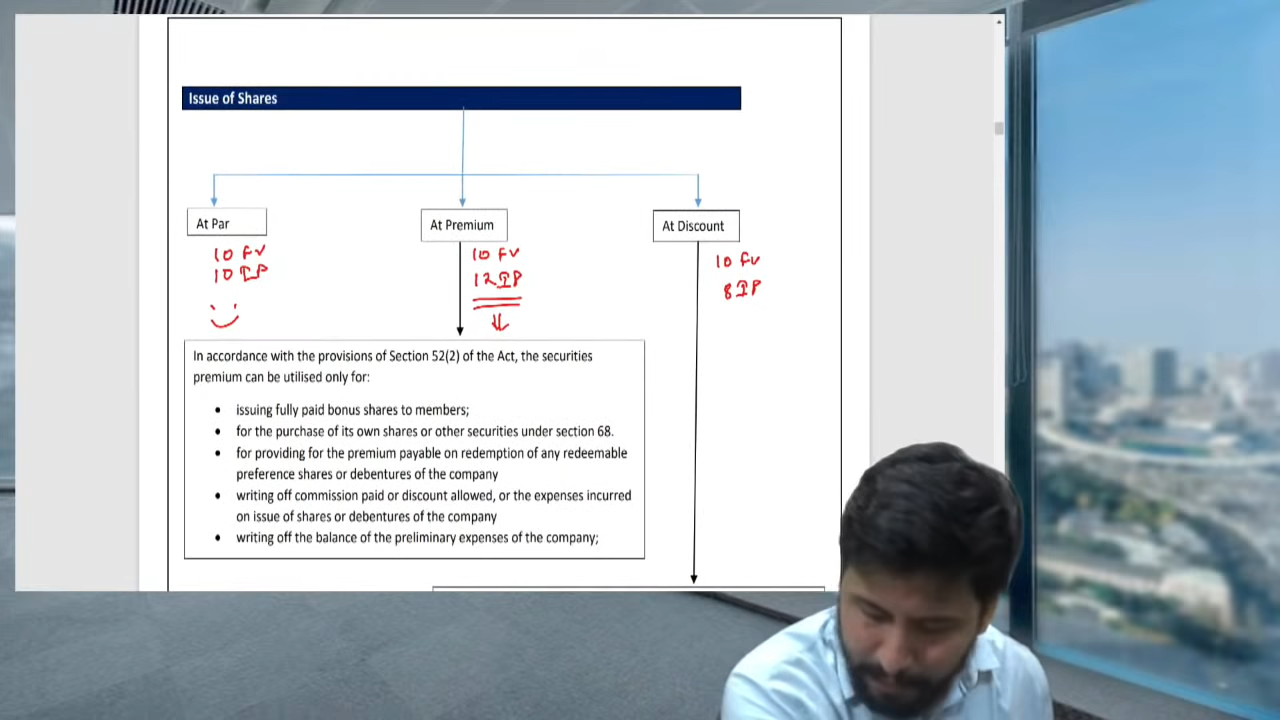 Issue of Shares
At Par
At Premium
At Discount
10 FV
10 IP
10 FV
12 IP
10 FV
8 IP
In accordance with the provisions of Section 52(2) of the Act, the securities
premium can be utilised only for:
• issuing fully paid bonus shares to members;
• for the purchase of its own shares or other securities under section 68.
• for providing for the premium payable on redemption of any redeemable
preference shares or debentures of the company
• writing off commission paid or discount allowed, or the expenses incurred
on issue of shares or debentures of the company
• writing off the balance of the preliminary expenses of the company;